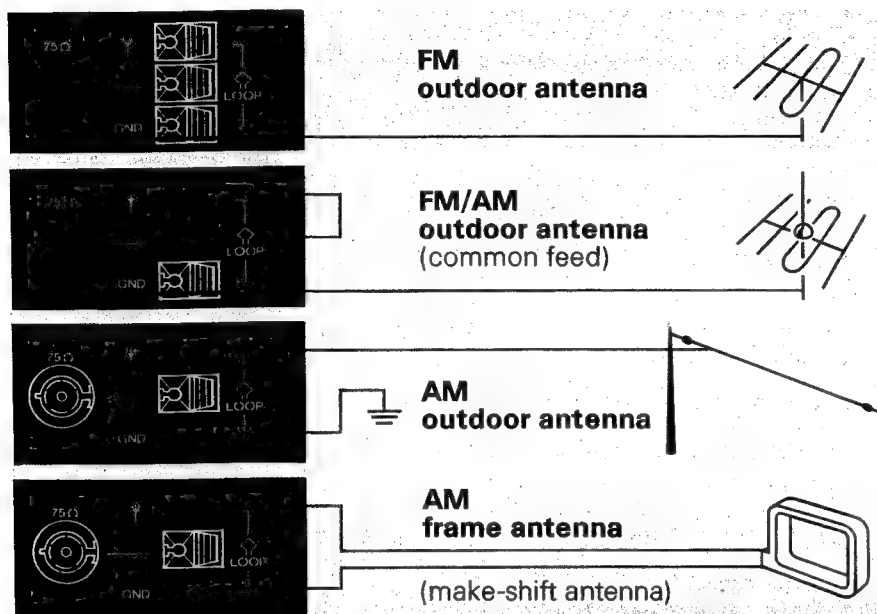 75Ω
LOOP
GND
FM
outdoor antenna
75Ω
LOOP
GND
FM/AM
outdoor antenna
(common feed)
75Ω
LOOP
GND
AM
outdoor antenna
75Ω
LOOP
GND
AM
frame antenna
(make-shift antenna)